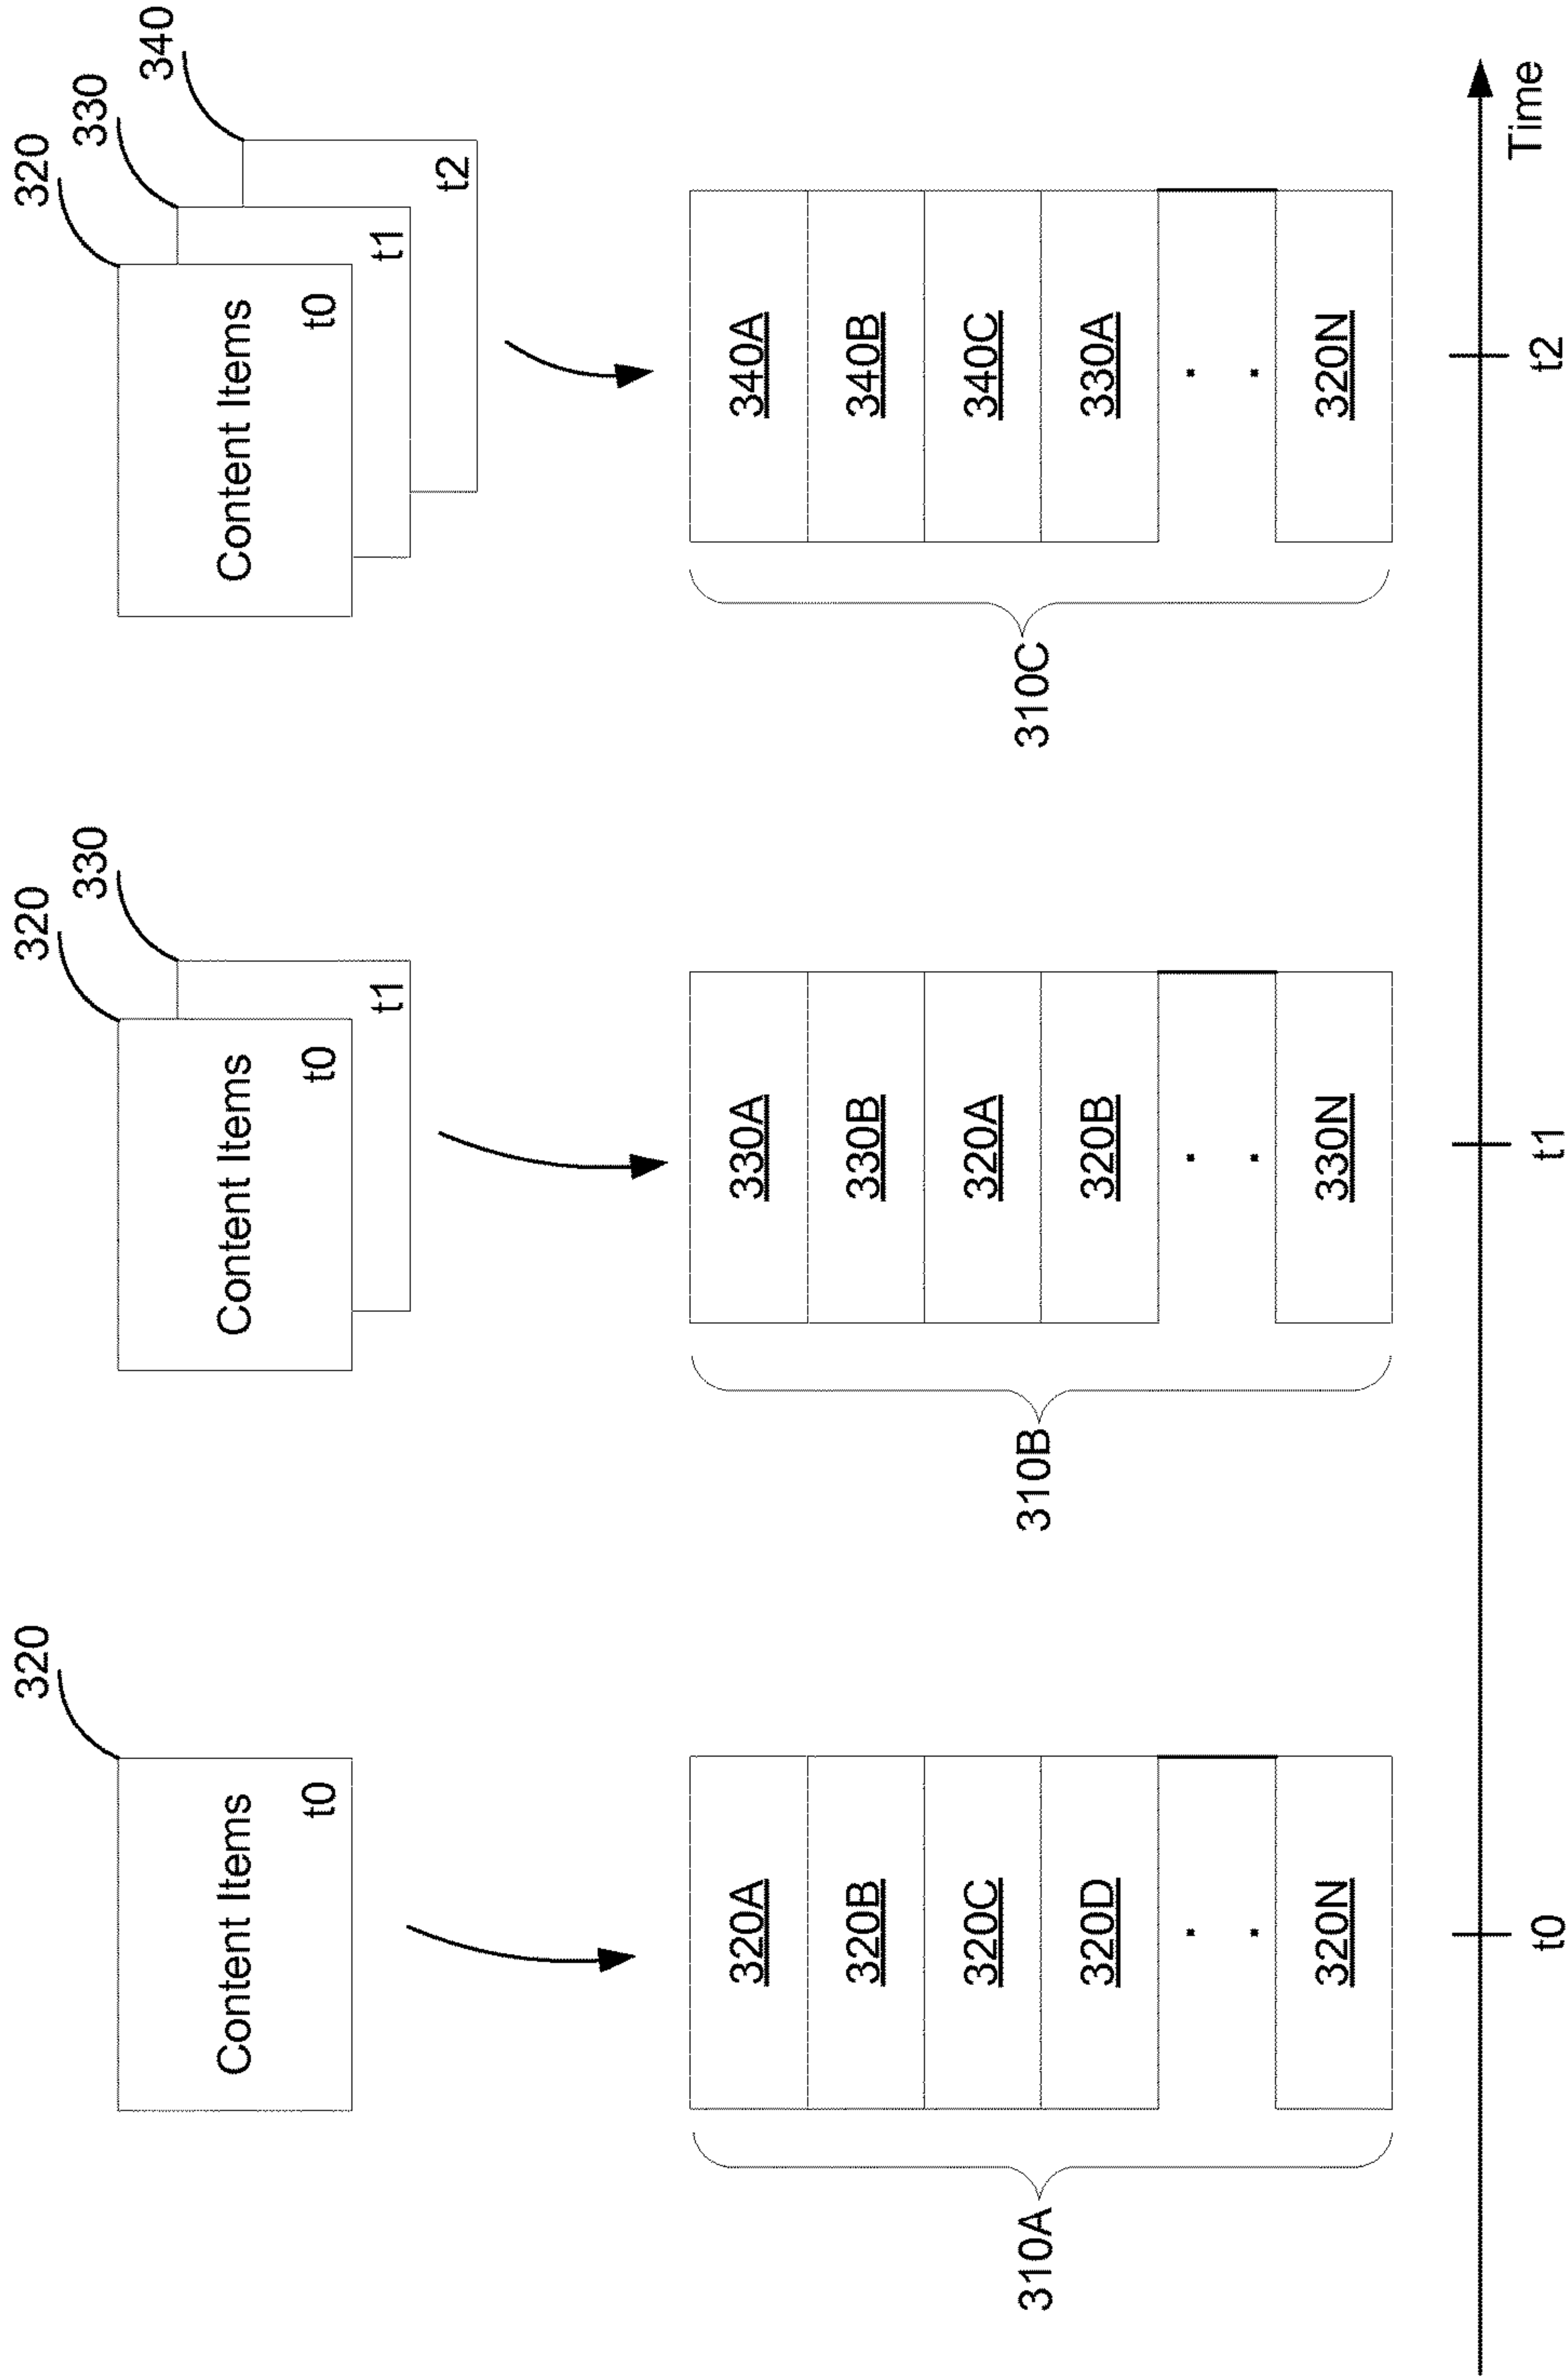 320
Content Items
t0
310A
320A
320B
320C
320D
320N
t0
320
330
Content Items
t0
t1
310B
330A
330B
320A
320B
330N
t1
320
330
340
Content Items
t0
t1
t2
310C
340A
340B
340C
330A
320N
t2
Time